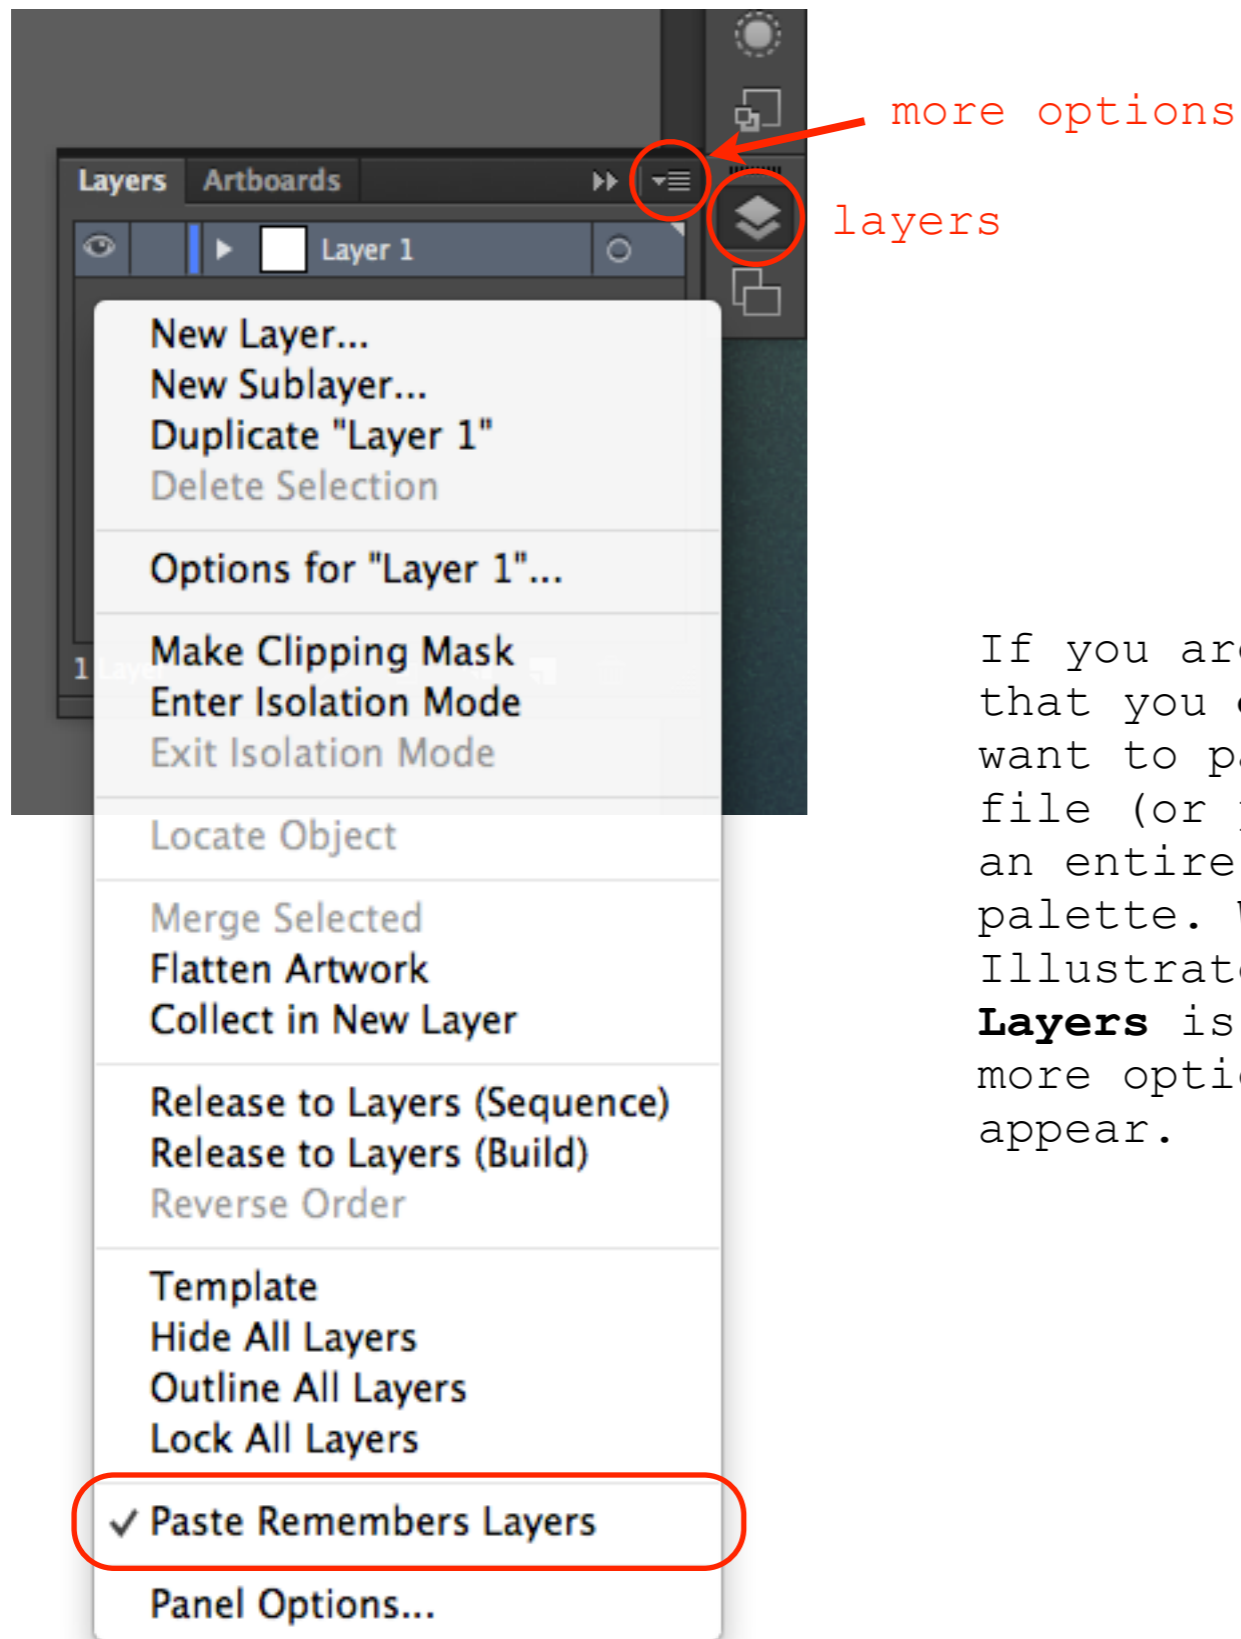 more options
layers
Layers Artboards
Layer 1
New Layer...
New Sublayer...
Duplicate "Layer 1"
Delete Selection
Options for "Layer 1"...
Make Clipping Mask
Enter Isolation Mode
Exit Isolation Mode
Locate Object
Merge Selected
Flatten Artwork
Collect in New Layer
Release to Layers (Sequence)
Release to Layers (Build)
Reverse Order
Template
Hide All Layers
Outline All Layers
Lock All Layers
✓ Paste Remembers Layers
Panel Options...
1 Layer
If you
that you
want to
file (or
an entire
palette.
Layers is
more
appear.